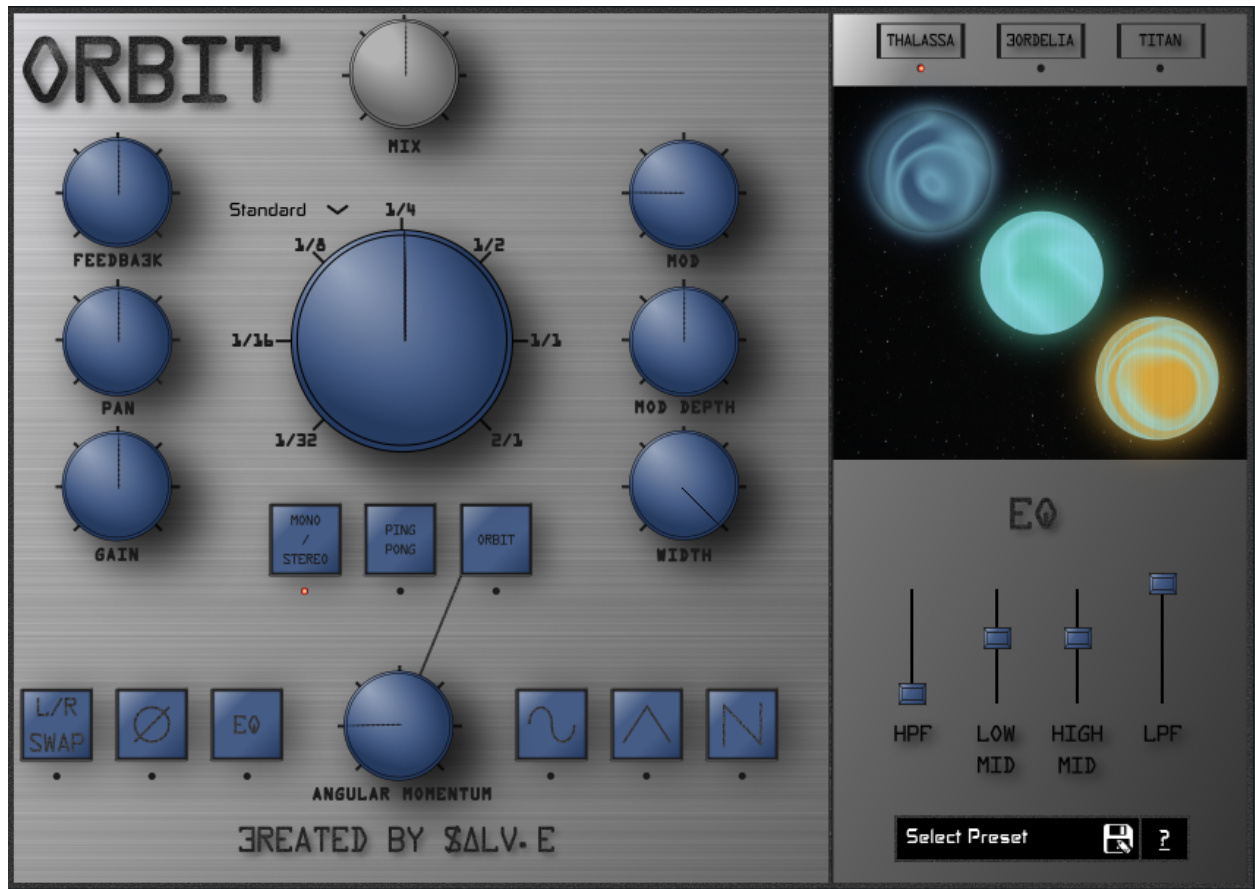 ORBIT
MIX
THALASSA
ƎORDELIA
TITAN
FEEDBAƎK
Standard
1/4
1/8
1/2
MOD
1/16
1/1
PAN
MOD DEPTH
1/32
2/1
GAIN
WIDTH
MONO
/
STEREO
PING
PONG
ORBIT
EQ
L/R
SWAP
Ø
EQ
ANGULAR MOMENTUM
HPF
LOW
MID
HIGH
MID
LPF
ƎREATED BY $ΔLV.E
Select Preset
?